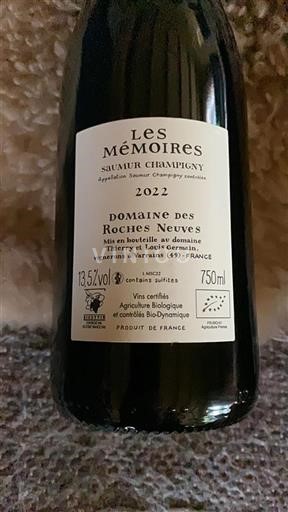 LES
MÉMOIRES
SAUMUR CHAMPIGNY
Appellation Saumur Champigny contrôlée
2022
DOMAINE DES
ROCHES NEUVES
Mis en bouteille au domaine
Thierry et Louis Germain,
vignerons à Varrains (49) - FRANCE
L MSC22
13,5%vol contains sulfites 750ml
Vins certifiés
Agriculture Biologique
et contrôlés Bio-Dynamique
PRODUIT DE FRANCE